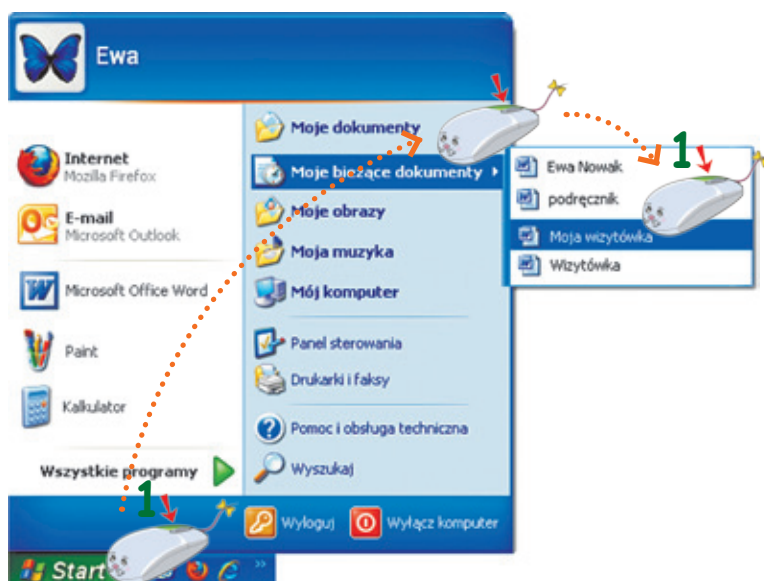 Ewa
Internet
Mozilla Firefox
E-mail
Microsoft Outlook
Microsoft Office Word
Paint
Kalkulator
Wszystkie programy
1
Moje dokumenty
Moje bieżące dokumenty
Moje obrazy
Moja muzyka
Mój komputer
Panel sterowania
Drukarki i faksy
Pomoc i obsługa techniczna
Wyszukaj
Wyloguj
Wyłącz komputer
Start
1
Ewa Nowak
podręcznik
Moja wizytówka
Wizytówka